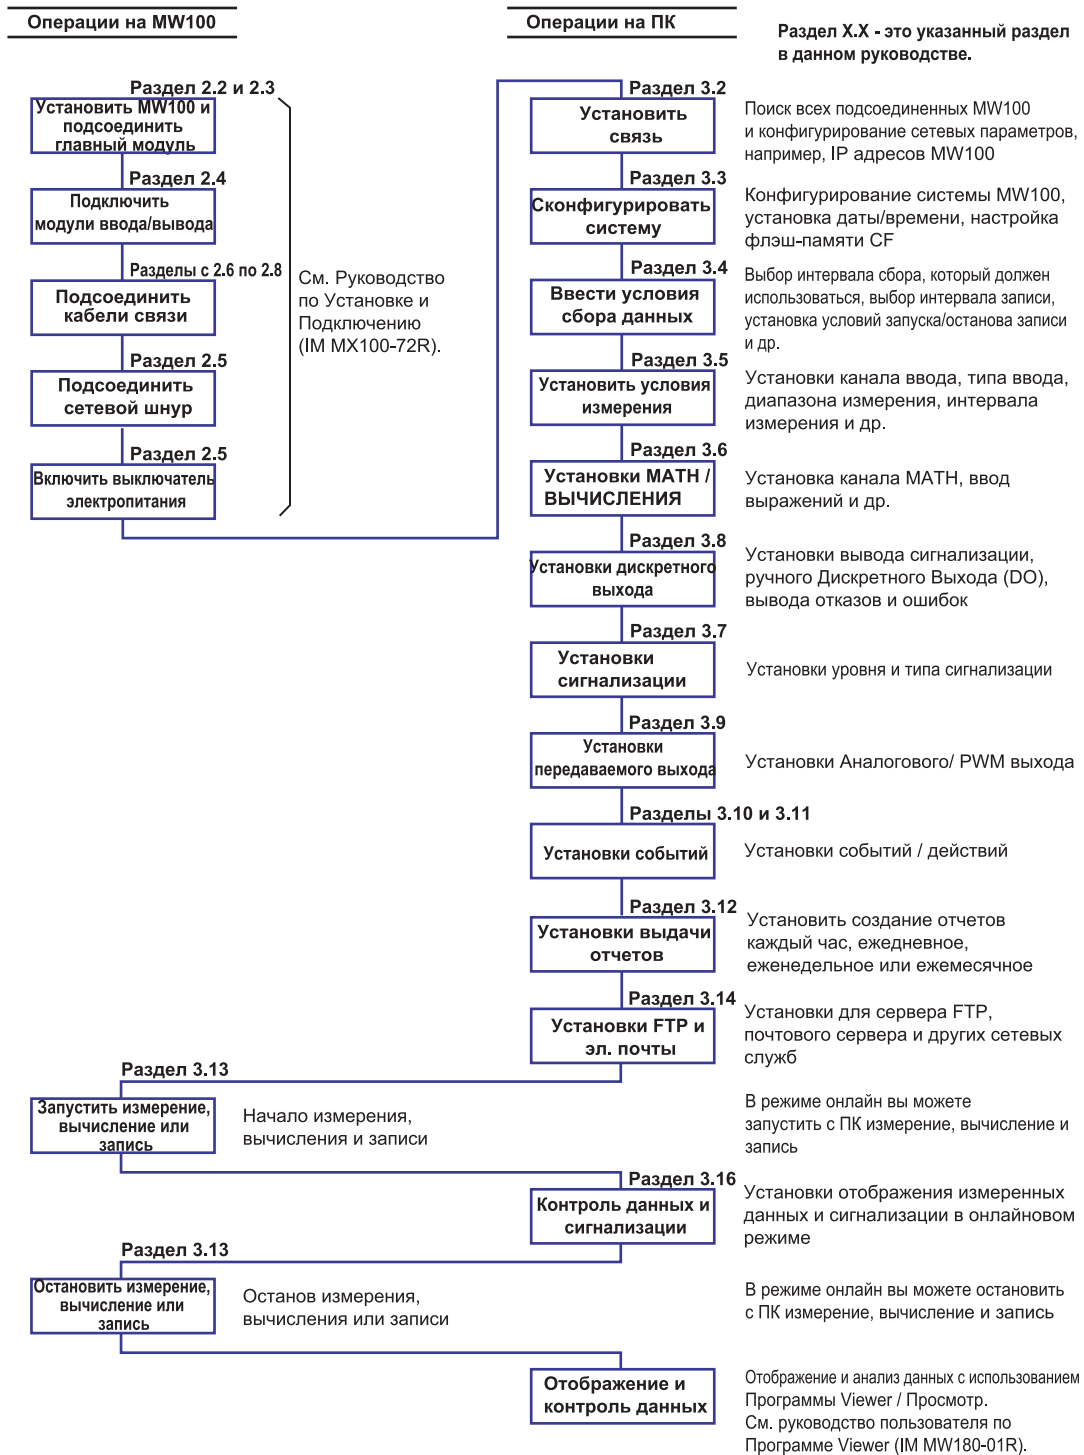 Операции на MW100
Операции на ПК
Раздел X.X - это указанный раздел
в данном руководстве.
Раздел 2.2 и 2.3
Установить MW100 и
подсоединить
главный модуль
Раздел 2.4
Подключить
модули ввода/вывода
Разделы с 2.6 по 2.8
Подсоединить
кабели связи
Раздел 2.5
Подсоединить
сетевой шнур
Раздел 2.5
Включить выключатель
электропитания
См. Руководство
по Установке и
Подключению
(IM MX100-72R).
Раздел 3.2
Установить
связь
Поиск всех подсоединенных MW100
и конфигурирование сетевых параметров,
например, IP адресов MW100
Раздел 3.3
Сконфигурировать
систему
Конфигурирование системы MW100,
установка даты/времени, настройка
флэш-памяти CF
Раздел 3.4
Ввести условия
сбора данных
Выбор интервала сбора, который должен
использоваться, выбор интервала записи,
установка условий запуска/останова записи
и др.
Раздел 3.5
Установить условия
измерения
Установки канала ввода, типа ввода,
диапазона измерения, интервала
измерения и др.
Раздел 3.6
Установки MATH /
ВЫЧИСЛЕНИЯ
Установка канала MATH, ввод
выражений и др.
Раздел 3.8
Установки дискретного
выхода
Установки вывода сигнализации,
ручного Дискретного Выхода (DO),
вывода отказов и ошибок
Раздел 3.7
Установки
сигнализации
Установки уровня и типа сигнализации
Раздел 3.9
Установки
передаваемого выхода
Установки Аналогового/ PWM выхода
Разделы 3.10 и 3.11
Установки событий
Установки событий / действий
Раздел 3.12
Установки выдачи
отчетов
Установить создание отчетов
каждый час, ежедневное,
еженедельное или ежемесячное
Раздел 3.14
Установки FTP и
эл. почты
Установки для сервера FTP,
почтового сервера и других сетевых
служб
Раздел 3.13
Запустить измерение,
вычисление или
запись
Начало измерения,
вычисления и записи
В режиме онлайн вы можете
запустить с ПК измерение, вычисление и
запись
Раздел 3.16
Контроль данных и
сигнализации
Установки отображения измеренных
данных и сигнализации в онлайновом
режиме
Раздел 3.13
Остановить измерение,
вычисление или
запись
Останов измерения,
вычисления или записи
В режиме онлайн вы можете остановить
с ПК измерение, вычисление и запись
Отображение и
контроль данных
Отображение и анализ данных с использованием
Программы Viewer / Просмотр.
См. руководство пользователя по
Программе Viewer (IM MW180-01R).